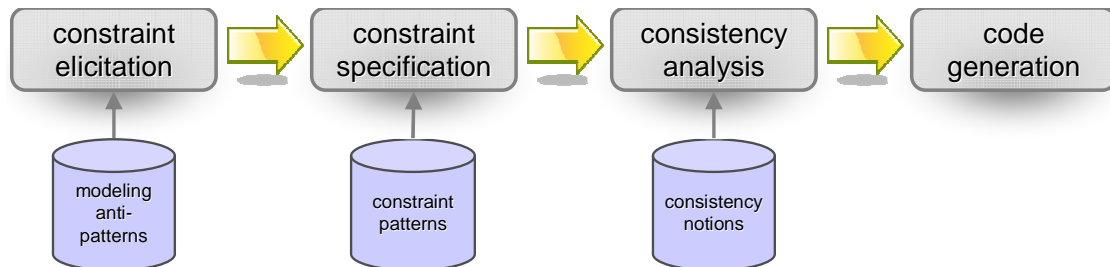 constraint
elicitation
constraint
specification
consistency
analysis
code
generation
modeling
anti-
patterns
constraint
patterns
consistency
notions